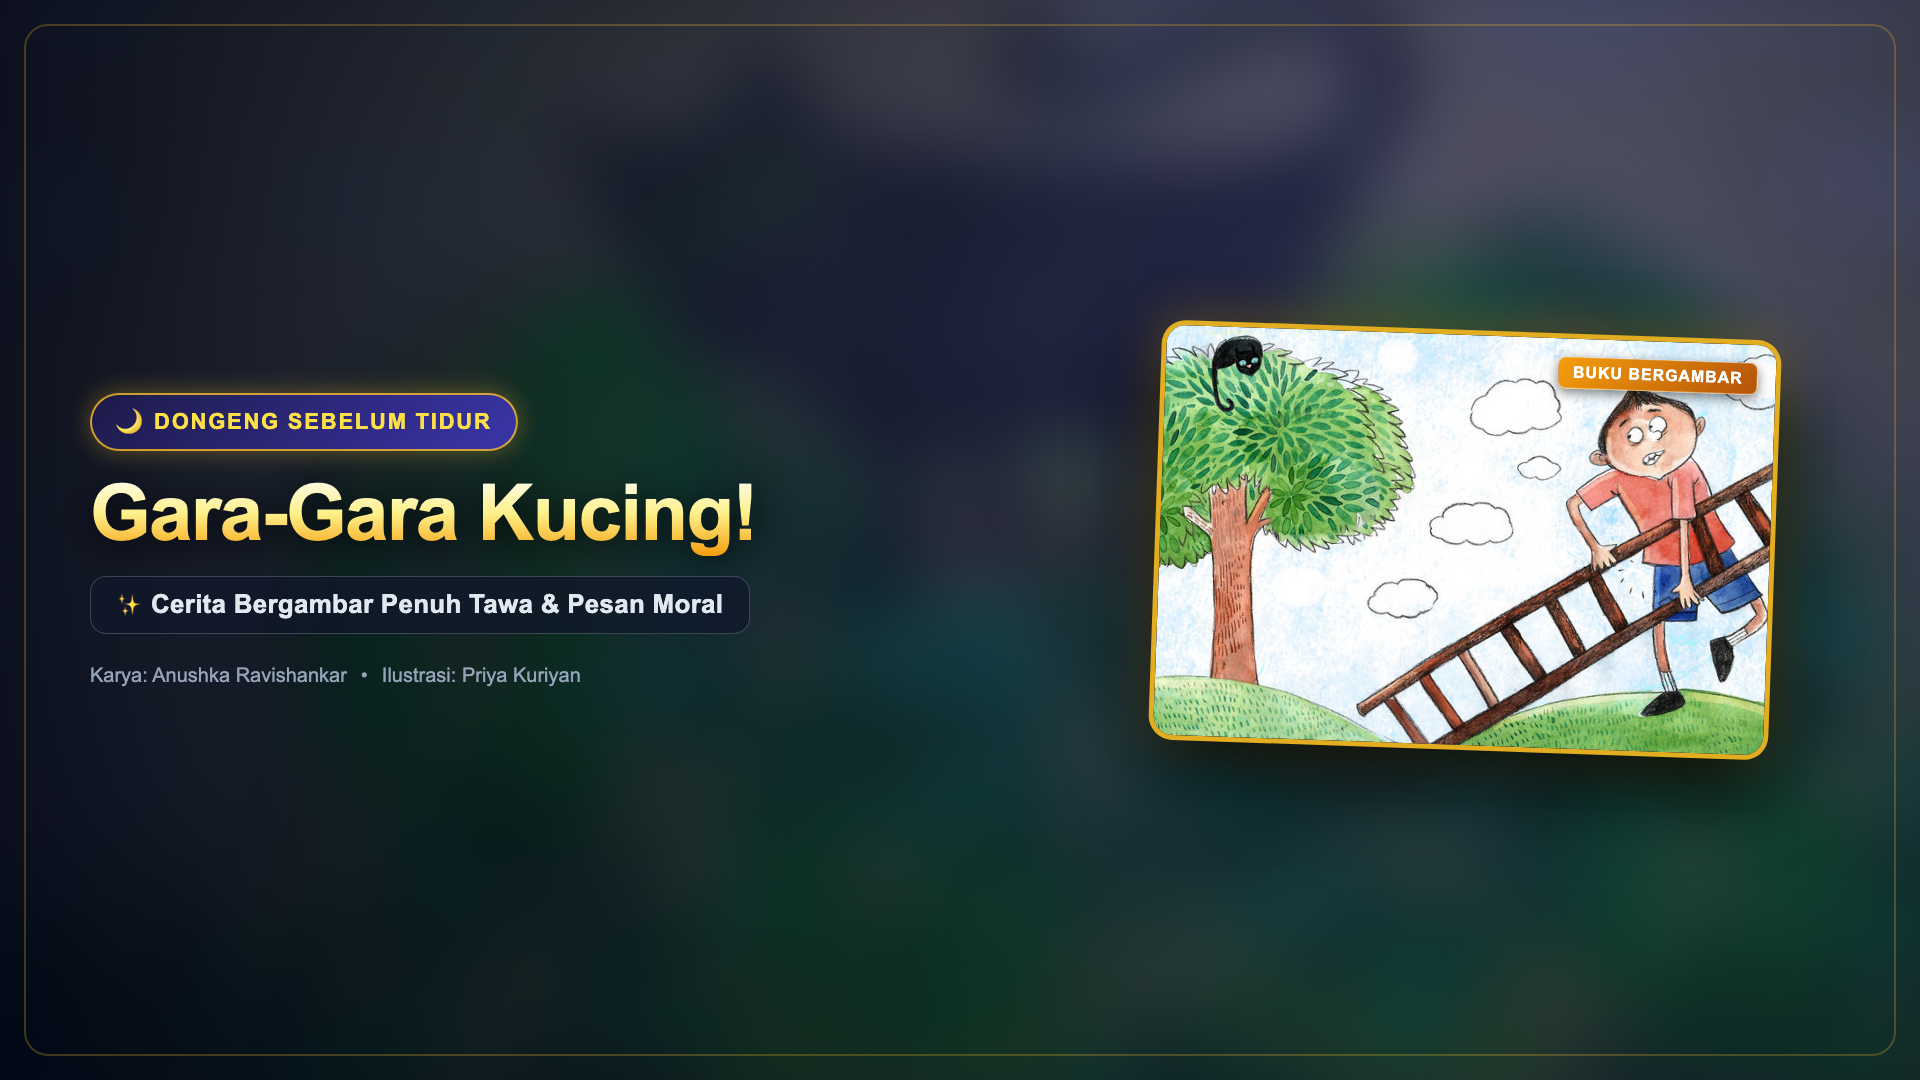 DONGENG SEBELUM TIDUR
Gara-Gara Kucing!
✨ Cerita Bergambar Penuh Tawa & Pesan Moral
Karya: Anushka Ravishankar • Ilustrasi: Priya Kuriyan
BUKU BERGAMBAR